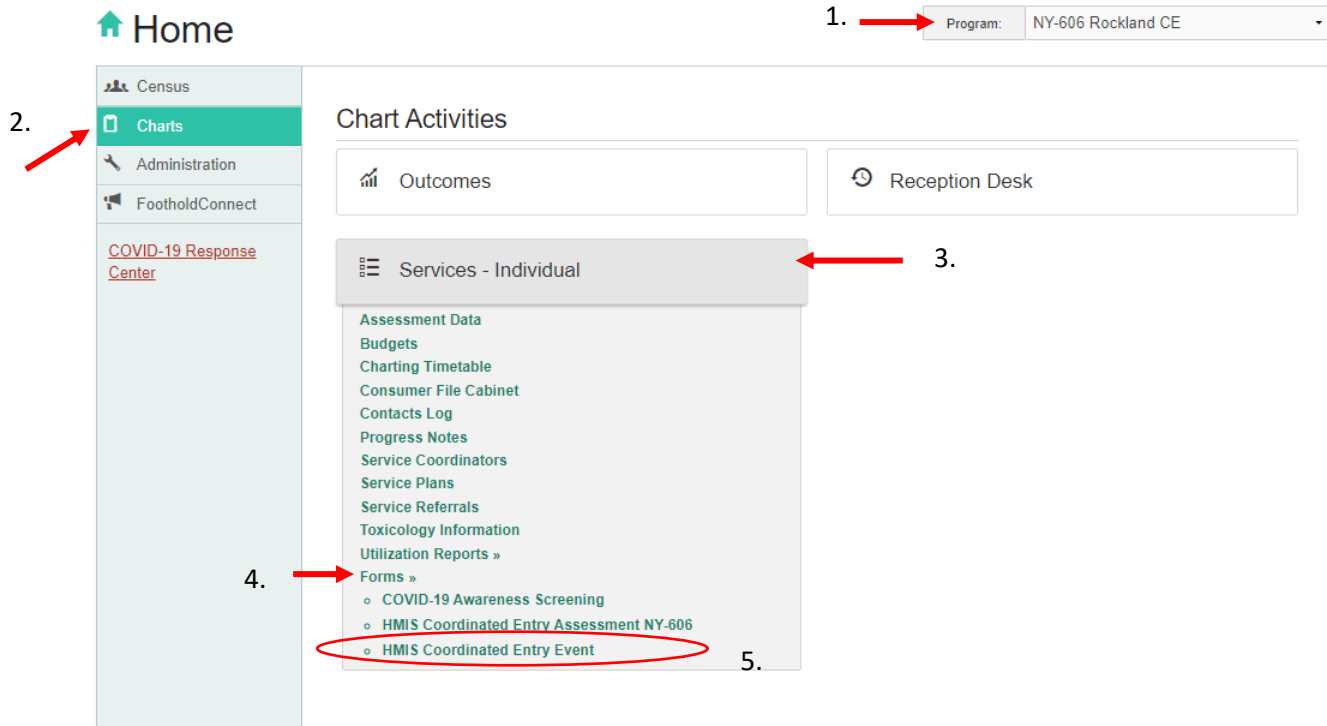 Home
1.
Program: NY-606 Rockland CE
Census
2.
Charts
Administration
FootholdConnect
COVID-19 Response
Center
Chart Activities
Outcomes
Reception Desk
Services - Individual
3.
Assessment Data
Budgets
Charting Timetable
Consumer File Cabinet
Contacts Log
Progress Notes
Service Coordinators
Service Plans
Service Referrals
Toxicology Information
Utilization Reports »
4.
Forms »
COVID-19 Awareness Screening
HMIS Coordinated Entry Assessment NY-606
HMIS Coordinated Entry Event
5.